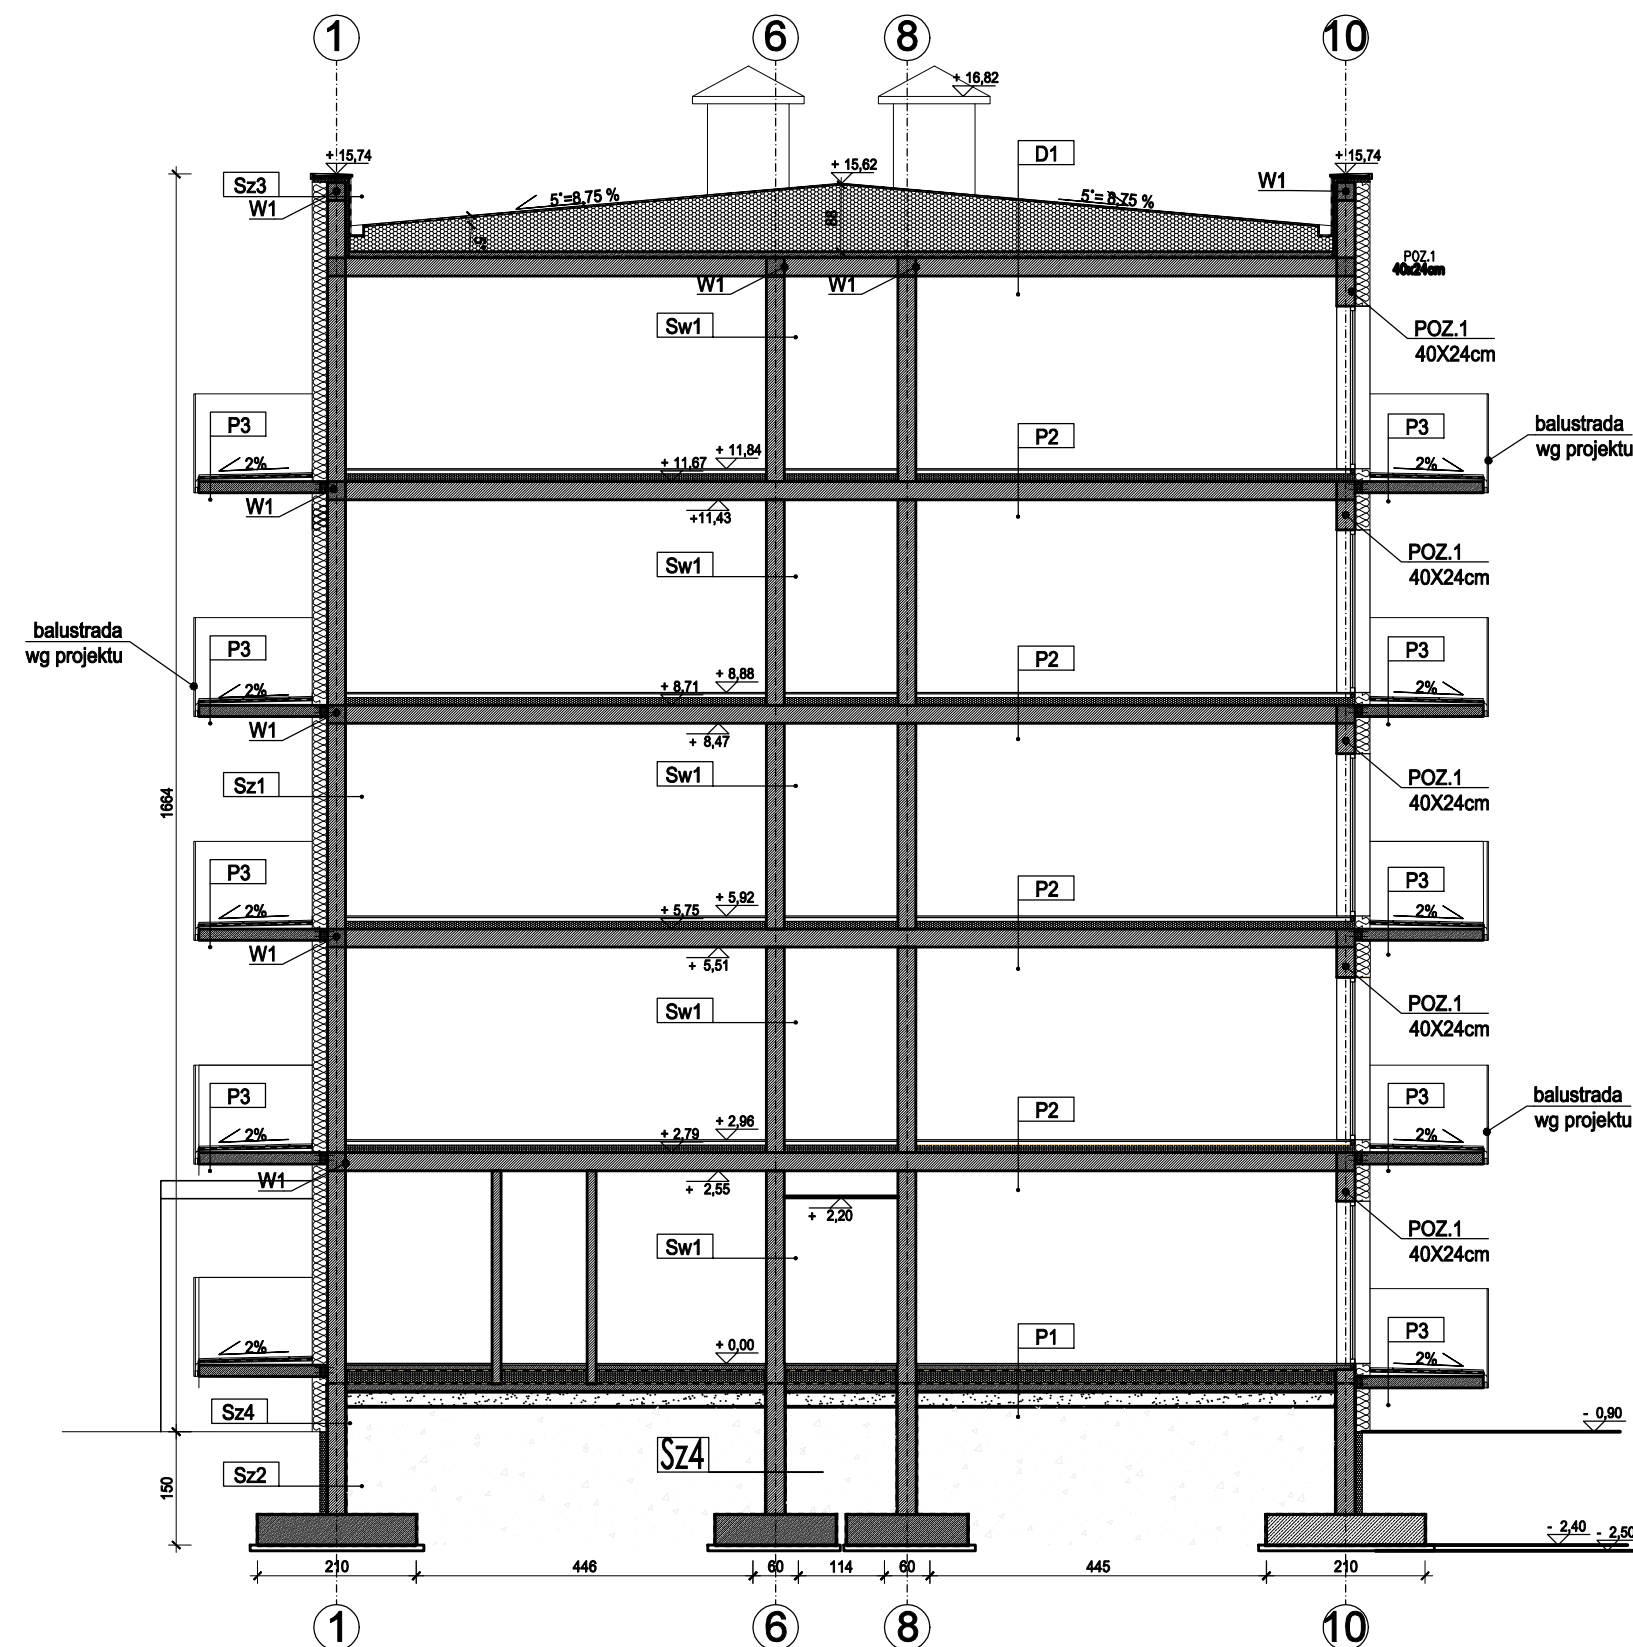 1 6 8 10
+ 16,82
+ 15,74 + 15,62 D1 + 15,74
Sz3 W1
W1 5°=8,75 % 5°=8,75 %
88
5°
POZ.1
40x24cm
W1 W1
Sw1 POZ.1
40X24cm
P3 P2 P3 balustrada
wg projektu
2% + 11,84 2%
+ 11,67
W1 +11,43
Sw1 POZ.1
40X24cm
balustrada
wg projektu
P3 P2 P3
2% + 8,88 2%
+ 8,71
W1 + 8,47
Sz1 Sw1 POZ.1
40X24cm
1664
P3 P2 P3
2% + 5,92 2%
+ 5,75
W1 + 5,51
Sw1 POZ.1
40X24cm
P3 P2 P3 balustrada
wg projektu
2% + 2,96 2%
+ 2,79
W1 + 2,55
+ 2,20
Sw1 POZ.1
40X24cm
2% + 0,00 P1 P3
2%
Sz4 - 0,90
Sz4
Sz2
150
- 2,40 - 2,50
210 446 60 114 60 445 210
1 6 8 10